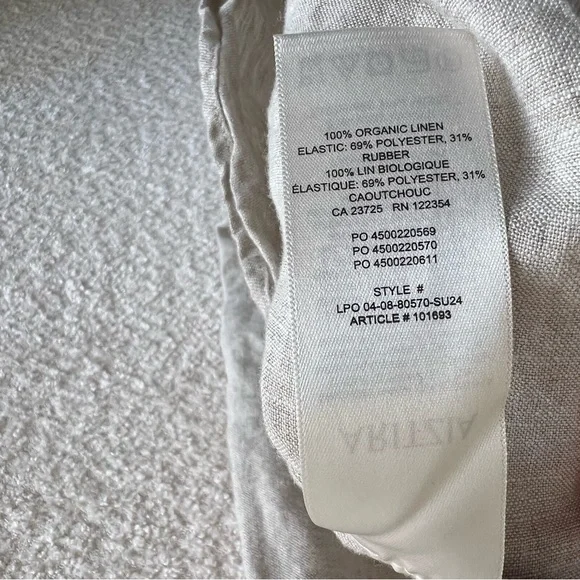 100% ORGANIC LINEN
ELASTIC: 69% POLYESTER, 31%
RUBBER
100% LIN BIOLOGIQUE
ÉLASTIQUE: 69% POLYESTER, 31%
CAOUTCHOUC
CA 23725 RN 122354
PO 4500220569
PO 4500220570
PO 4500220611
STYLE #
LPO 04-08-80570-SU24
ARTICLE # 101693
ARITZIA